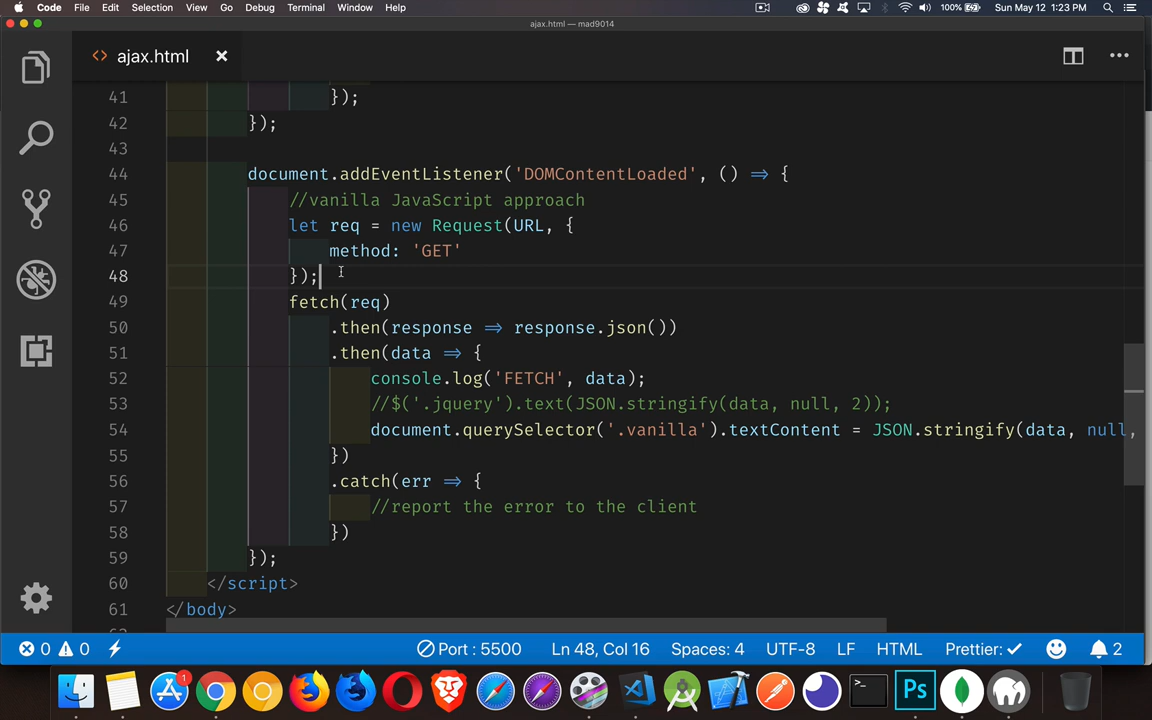 Code File Edit Selection View Go Debug Terminal Window Help 100% Sun May 12 1:23 PM
ajax.html — mad9014
<> ajax.html ×
41 });
42 });
43
44 document.addEventListener('DOMContentLoaded', () => {
45 //vanilla JavaScript approach
46 let req = new Request(URL, {
47 method: 'GET'
48 });
49 fetch(req)
50 .then(response => response.json())
51 .then(data => {
52 console.log('FETCH', data);
53 //$('.jquery').text(JSON.stringify(data, null, 2));
54 document.querySelector('.vanilla').textContent = JSON.stringify(data, null,
55 })
56 .catch(err => {
57 //report the error to the client
58 })
59 });
60 </script>
61 </body>
0 0 Port : 5500 Ln 48, Col 16 Spaces: 4 UTF-8 LF HTML Prettier: ✓ 2
1
>_
Ps